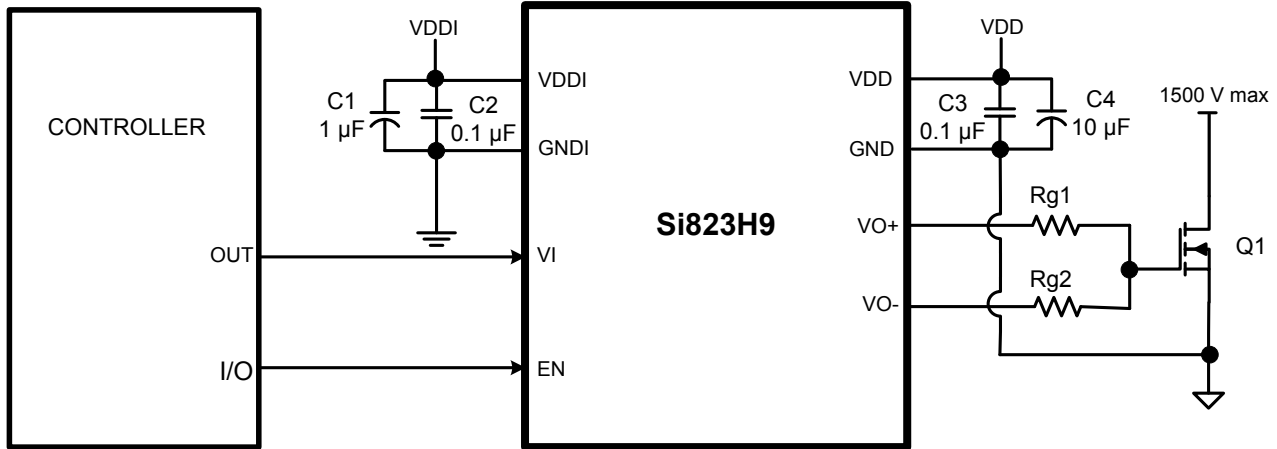 CONTROLLER
OUT
I/O
VDDI
C1
1 µF
C2
0.1 µF
VDDI
GNDI
VI
EN
Si823H9
VDD
GND
VO+
VO-
VDD
C3
0.1 µF
C4
10 µF
Rg1
Rg2
1500 V max
Q1